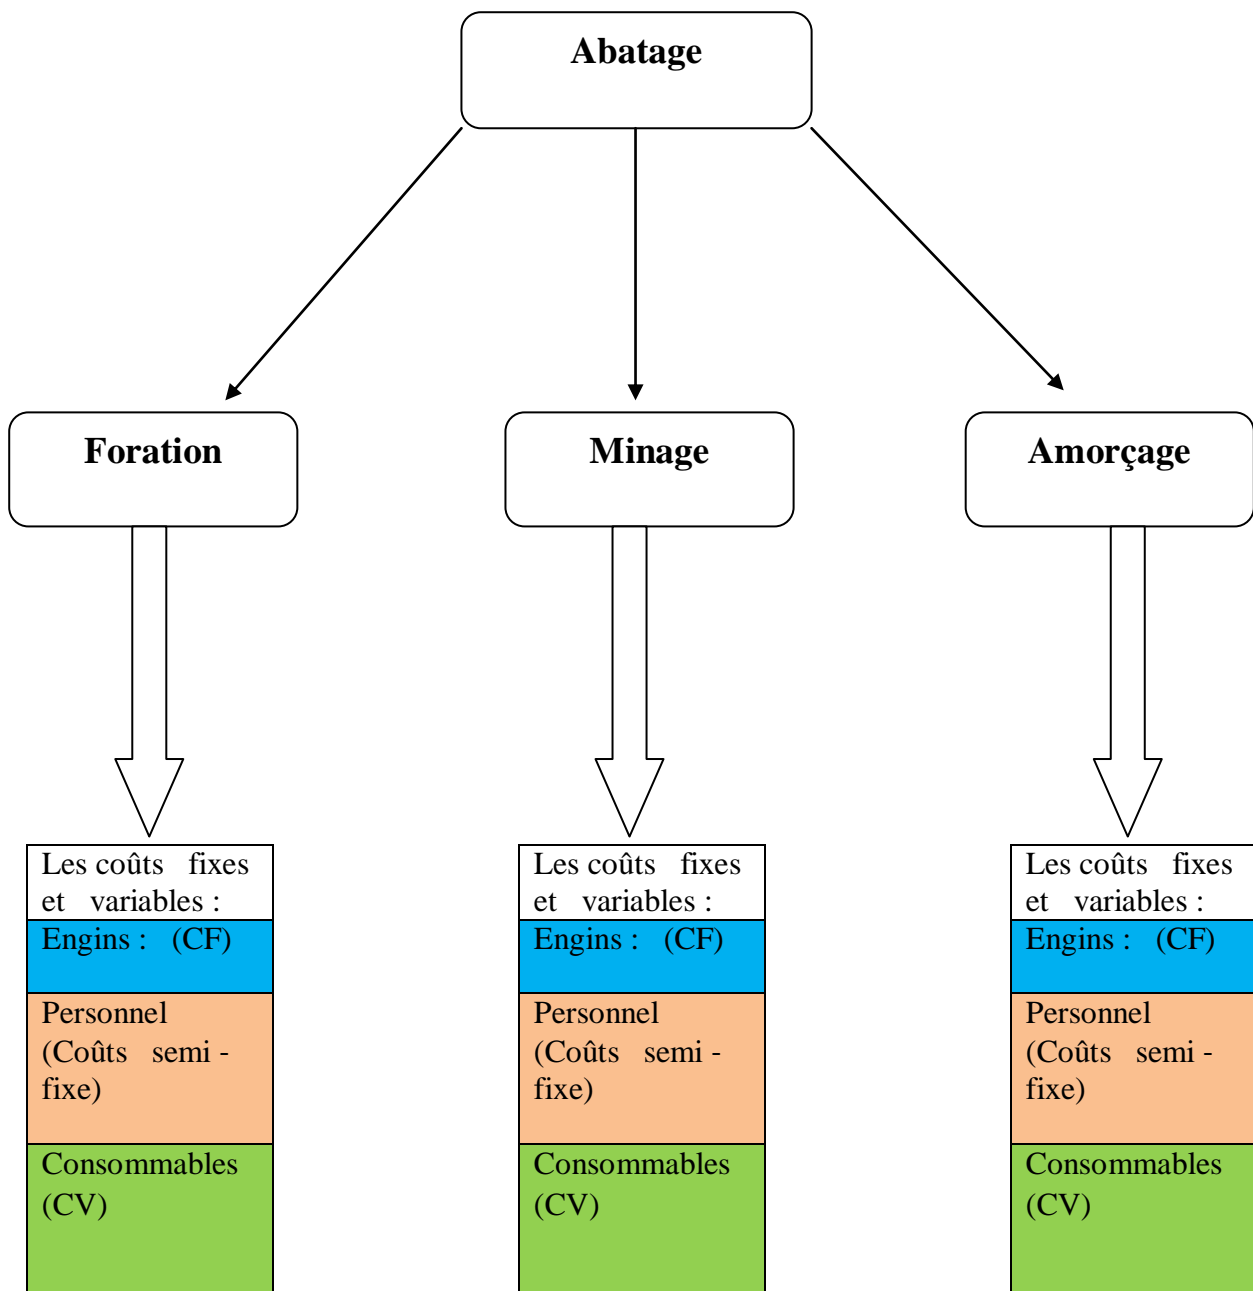 Abatage
Foration
Minage
Amorçage
Les coûts fixes
et variables :
Engins : (CF)
Personnel
(Coûts semi -
fixe)
Consommables
(CV)
Les coûts fixes
et variables :
Engins : (CF)
Personnel
(Coûts semi -
fixe)
Consommables
(CV)
Les coûts fixes
et variables :
Engins : (CF)
Personnel
(Coûts semi -
fixe)
Consommables
(CV)